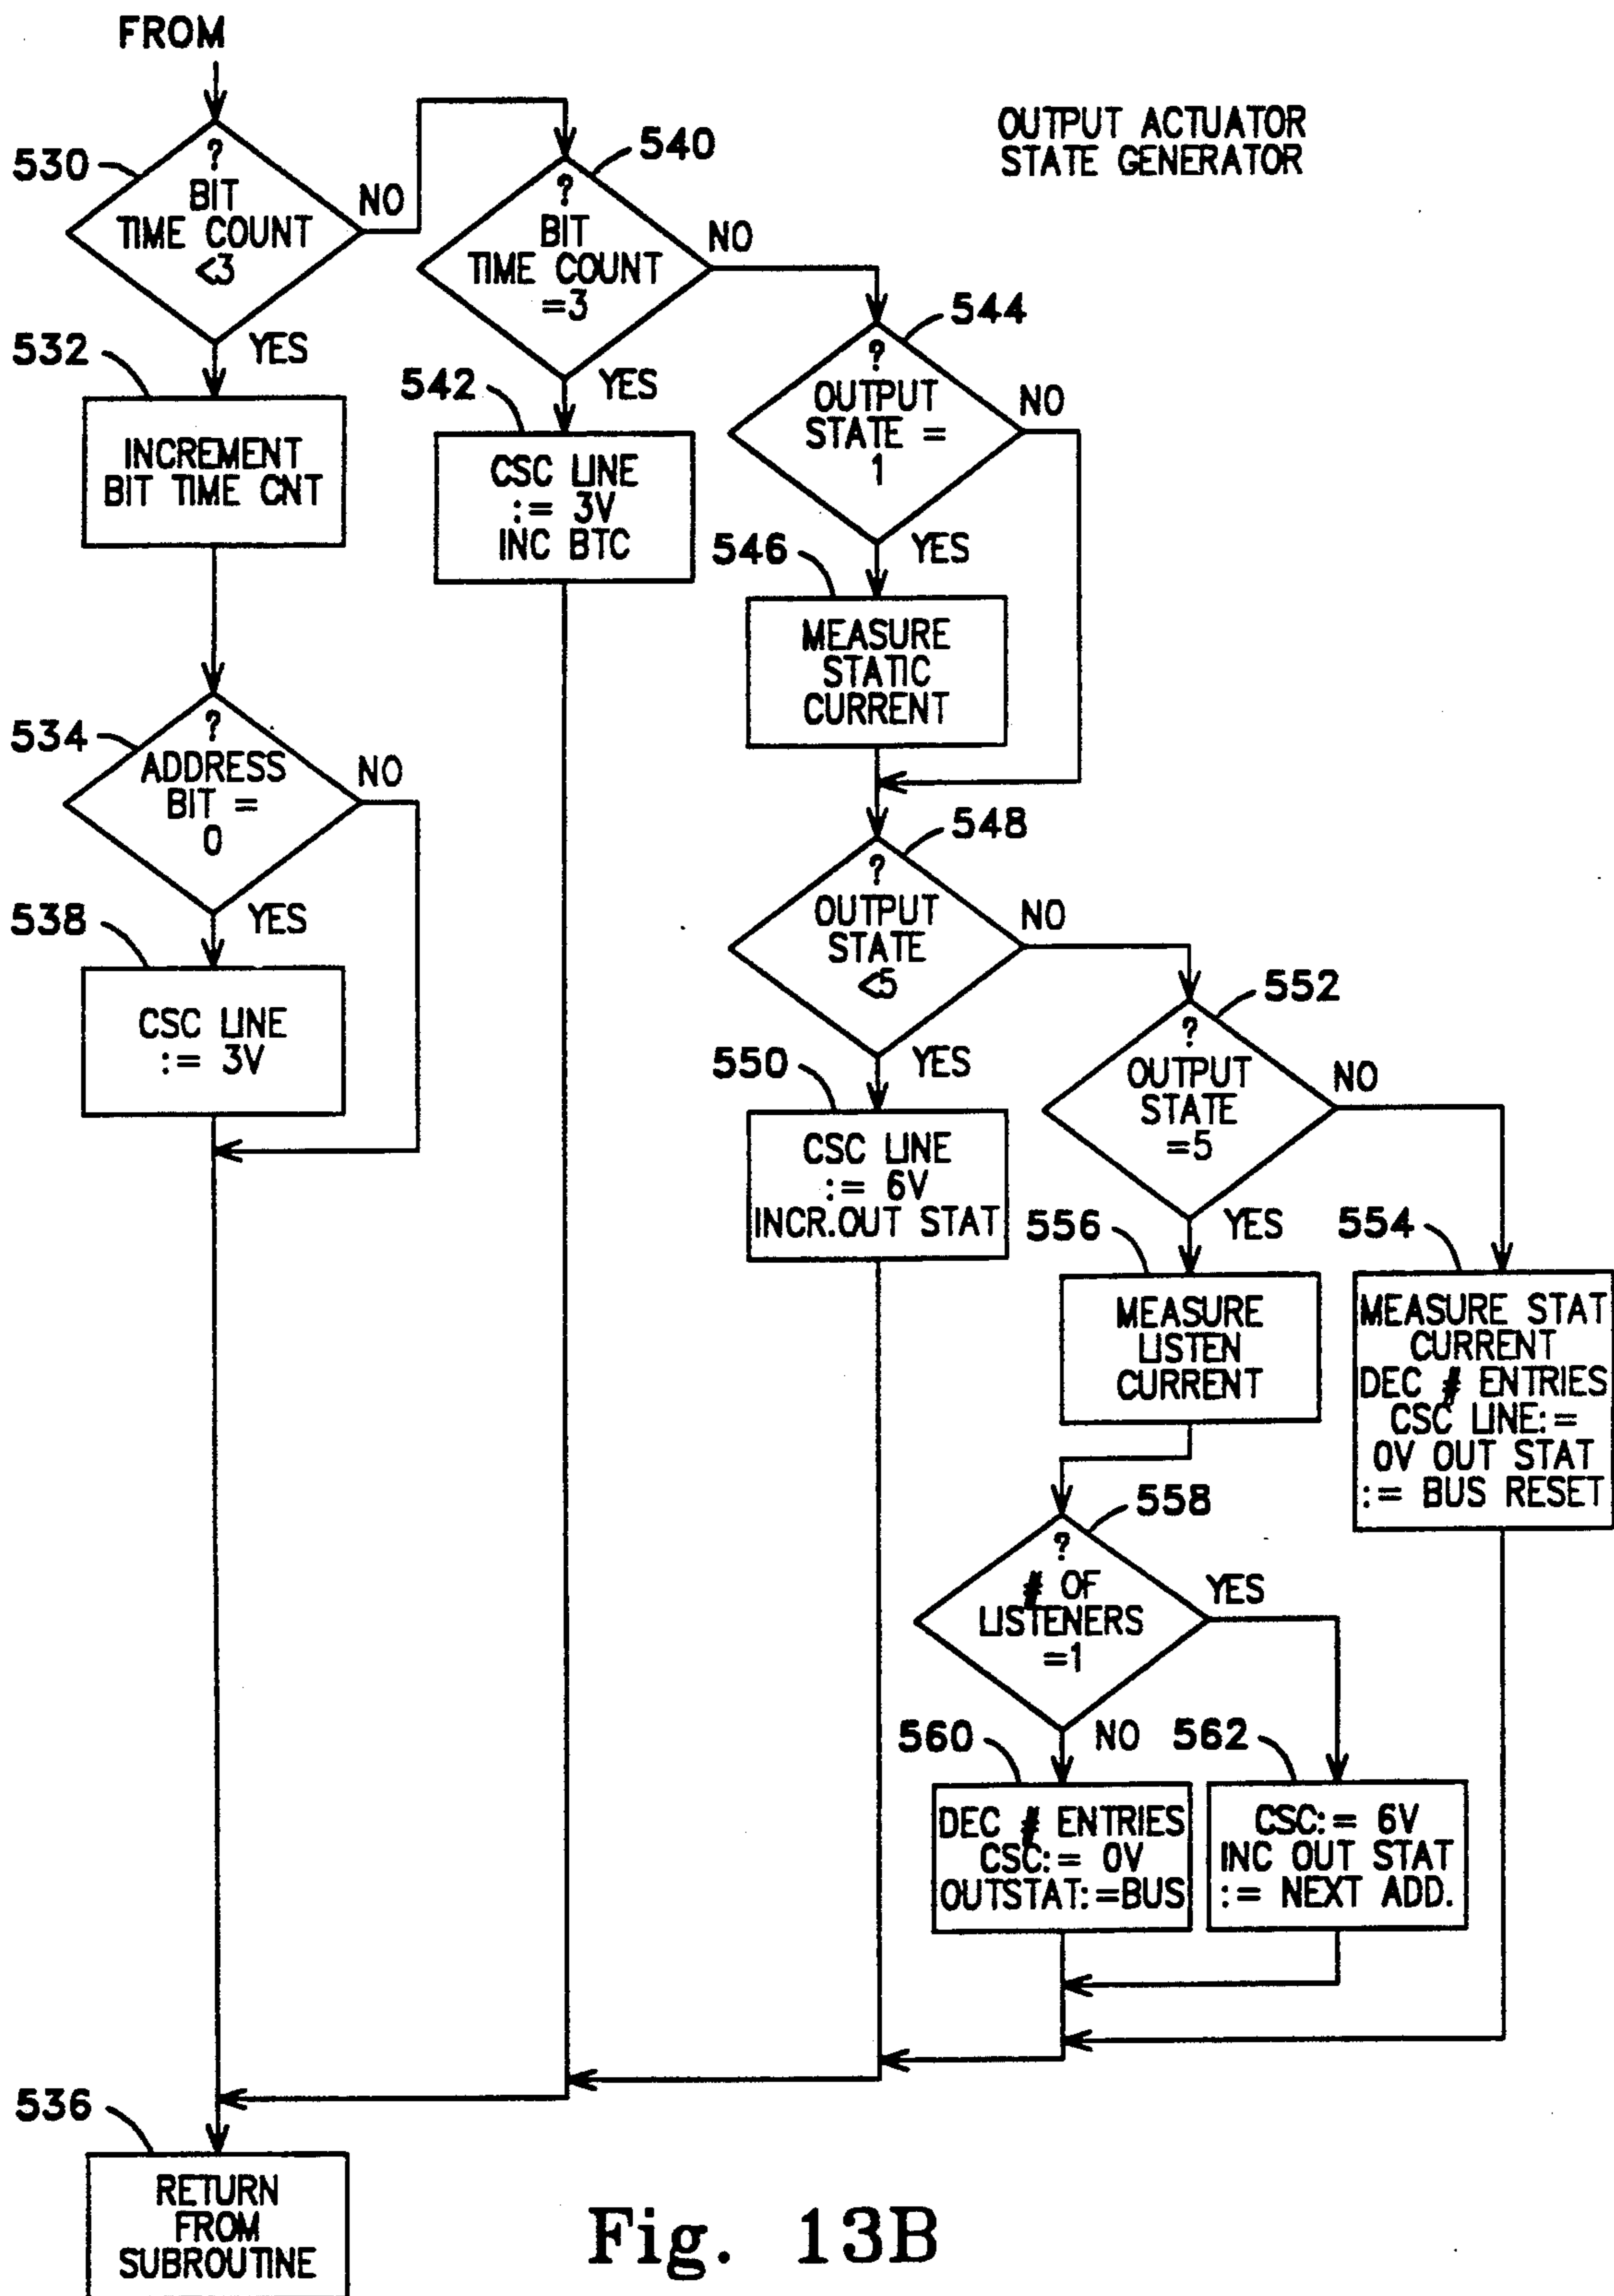 FROM
OUTPUT ACTUATOR
STATE GENERATOR
530
?
BIT
TIME COUNT
<3
NO
YES
532
INCREMENT
BIT TIME CNT
534
?
ADDRESS
BIT =
0
NO
YES
538
CSC LINE
:= 3V
540
?
BIT
TIME COUNT
=3
NO
YES
542
CSC LINE
:= 3V
INC BTC
544
?
OUTPUT
STATE =
1
NO
YES
546
MEASURE
STATIC
CURRENT
548
?
OUTPUT
STATE
<5
NO
YES
550
CSC LINE
:= 6V
INCR.OUT STAT
552
?
OUTPUT
STATE
=5
NO
YES
554
MEASURE STAT
CURRENT
DEC # ENTRIES
CSC LINE:=
0V OUT STAT
:= BUS RESET
556
MEASURE
LISTEN
CURRENT
558
?
# OF
LISTENERS
=1
YES
NO
560
DEC # ENTRIES
CSC:= 0V
OUTSTAT:=BUS
562
CSC:= 6V
INC OUT STAT
:= NEXT ADD.
536
RETURN
FROM
SUBROUTINE
Fig. 13B